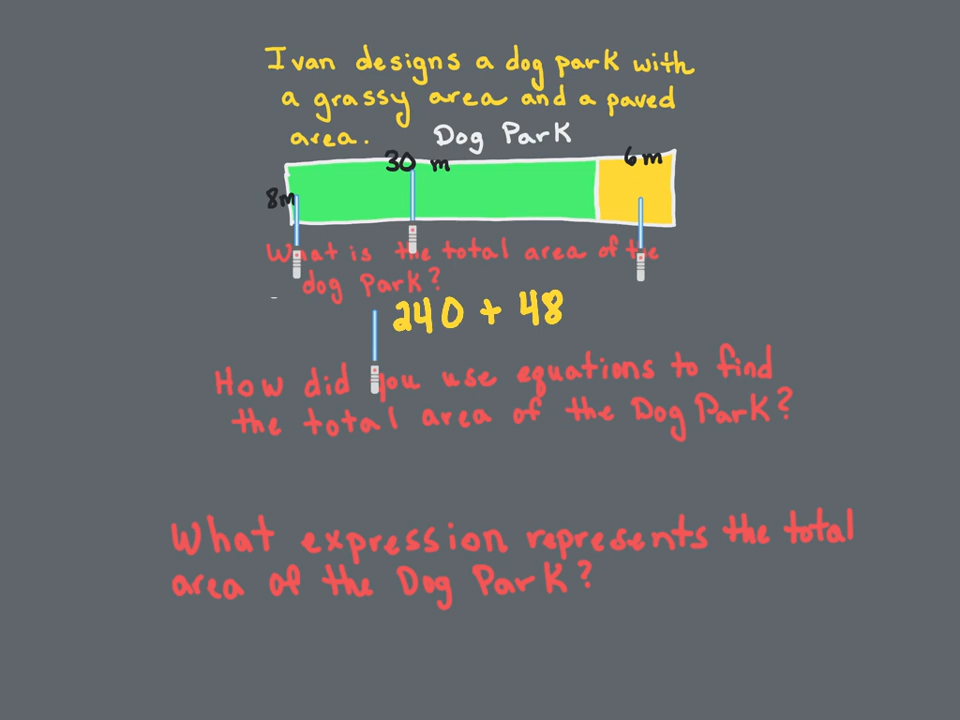 Ivan designs a dog park with
a grassy area and a paved
area.
Dog Park
30 m
6m
8m
What is the total area of the
dog Park?
240 + 48
How did you use equations to find
the total area of the Dog Park?
What expression represents the total
area of the Dog Park?